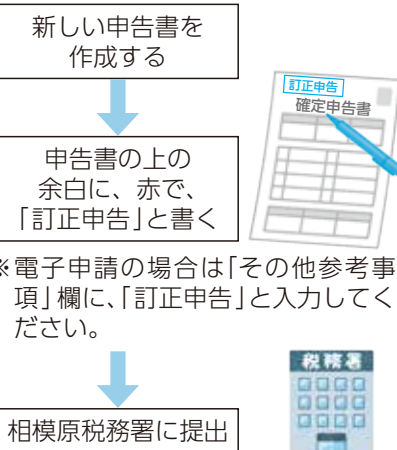 新しい申告書を
作成する
訂正申告
確定申告書
申告書の上の
余白に、赤で、
「訂正申告」と書く
※電子申請の場合は「その他参考事
項」欄に、「訂正申告」と入力してく
ださい。
税務署
相模原税務署に提出